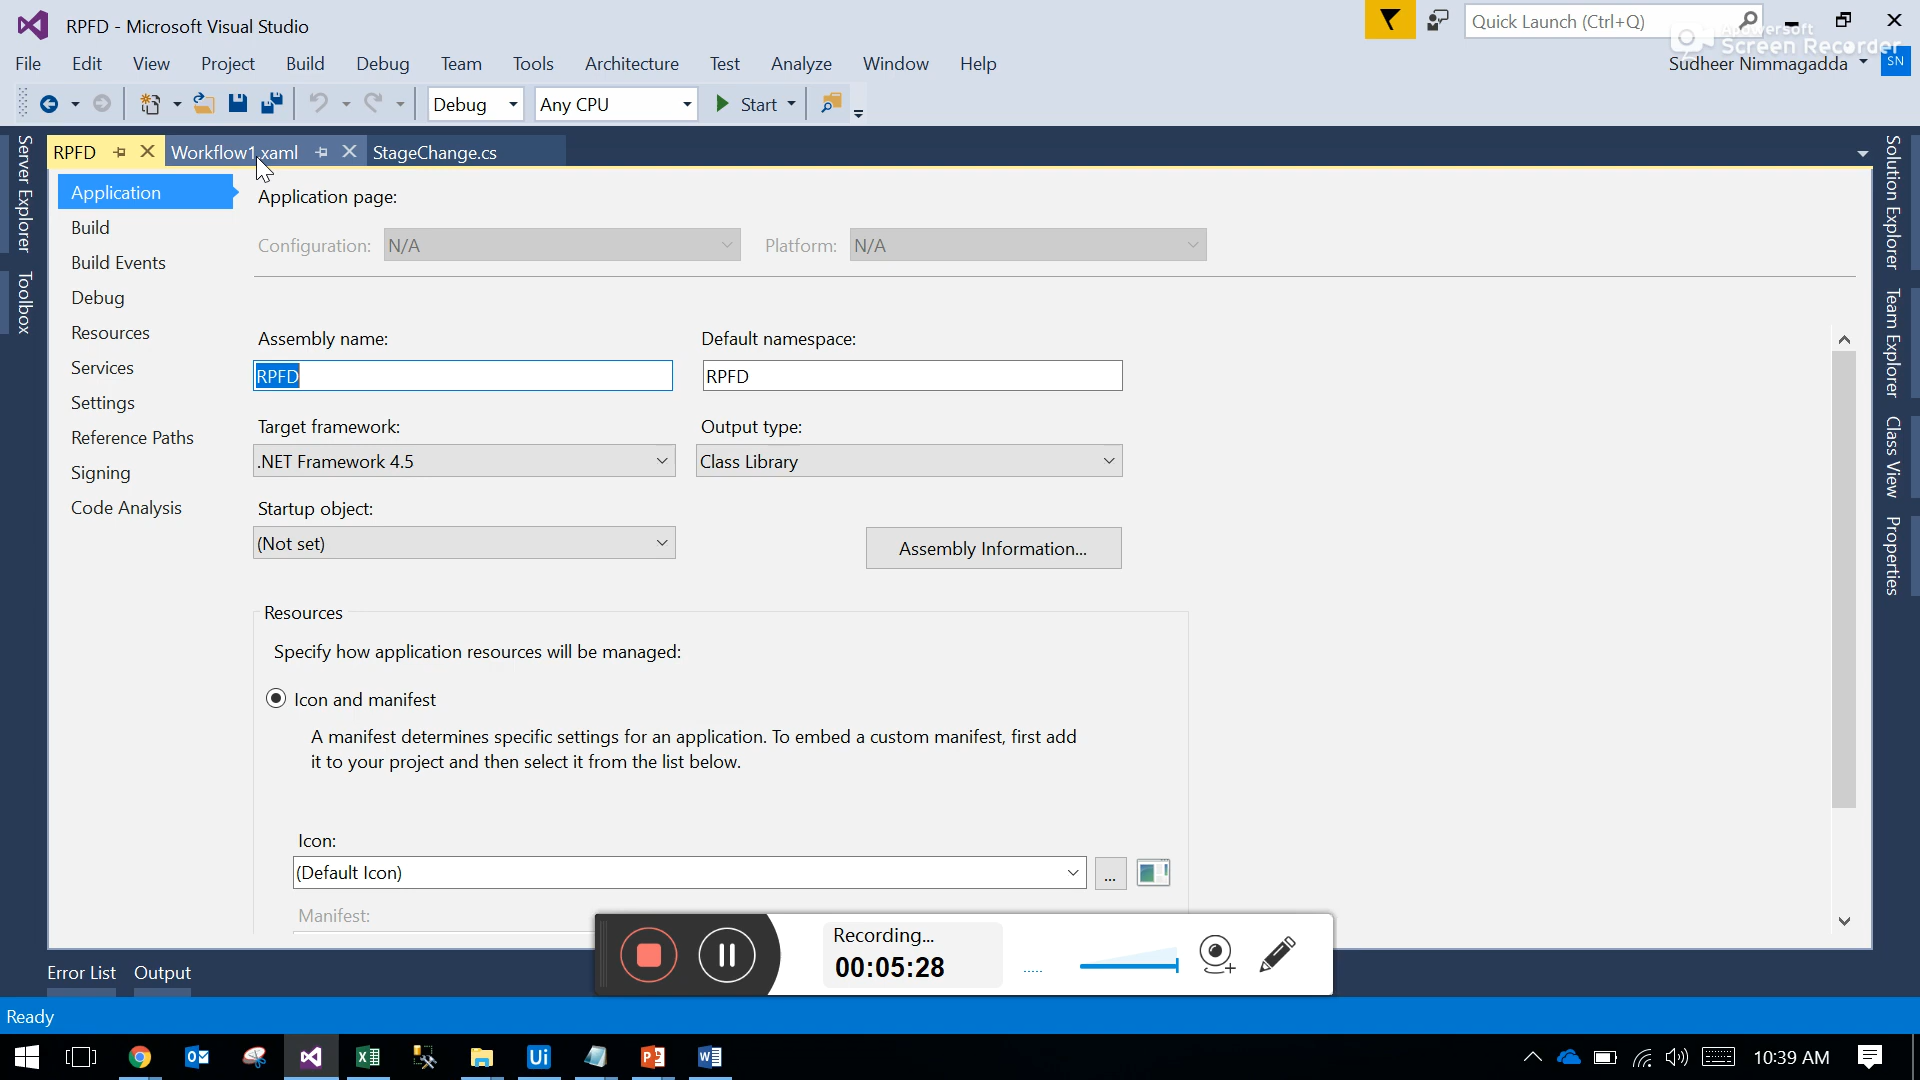 RPFD - Microsoft Visual Studio
Quick Launch (Ctrl+Q)
Apowersoft
Screen Recorder
File Edit View Project Build Debug Team Tools Architecture Test Analyze Window Help
Sudheer Nimmagadda SN
Debug Any CPU Start
RPFD Workflow1.xaml StageChange.cs
Server Explorer
Toolbox
Application
Build
Build Events
Debug
Resources
Services
Settings
Reference Paths
Signing
Code Analysis
Application page:
Configuration: N/A Platform: N/A
Assembly name: Default namespace:
RPFD RPFD
Target framework: Output type:
.NET Framework 4.5 Class Library
Startup object:
(Not set) Assembly Information...
Resources
Specify how application resources will be managed:
Icon and manifest
A manifest determines specific settings for an application. To embed a custom manifest, first add
it to your project and then select it from the list below.
Icon:
(Default Icon) ...
Manifest:
Solution Explorer
Team Explorer
Class View
Properties
Recording...
00:05:28
Error List Output
Ready
Ui
10:39 AM